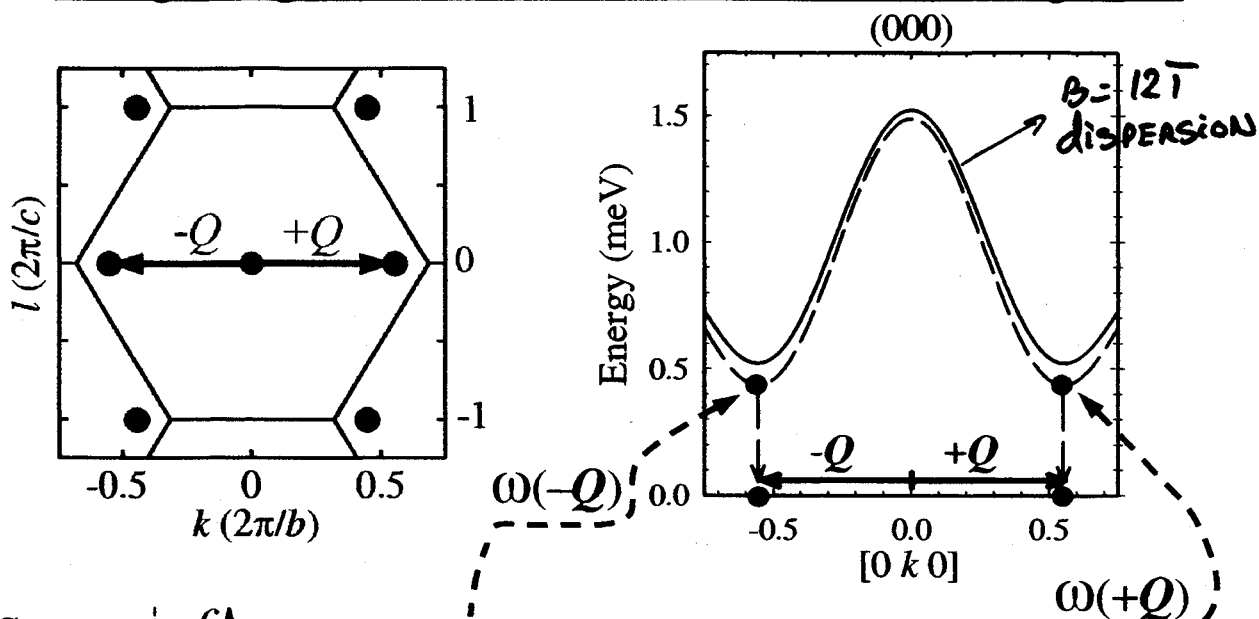 (000)
-Q +Q
l (2π/c)
1
0
-1
-0.5 0 0.5
k (2π/b)
B = 12T
dispersion
Energy (meV)
1.5
1.0
0.5
0.0
-Q +Q
-0.5 0.0 0.5
[0 k 0]
ω(-Q)
ω(+Q)